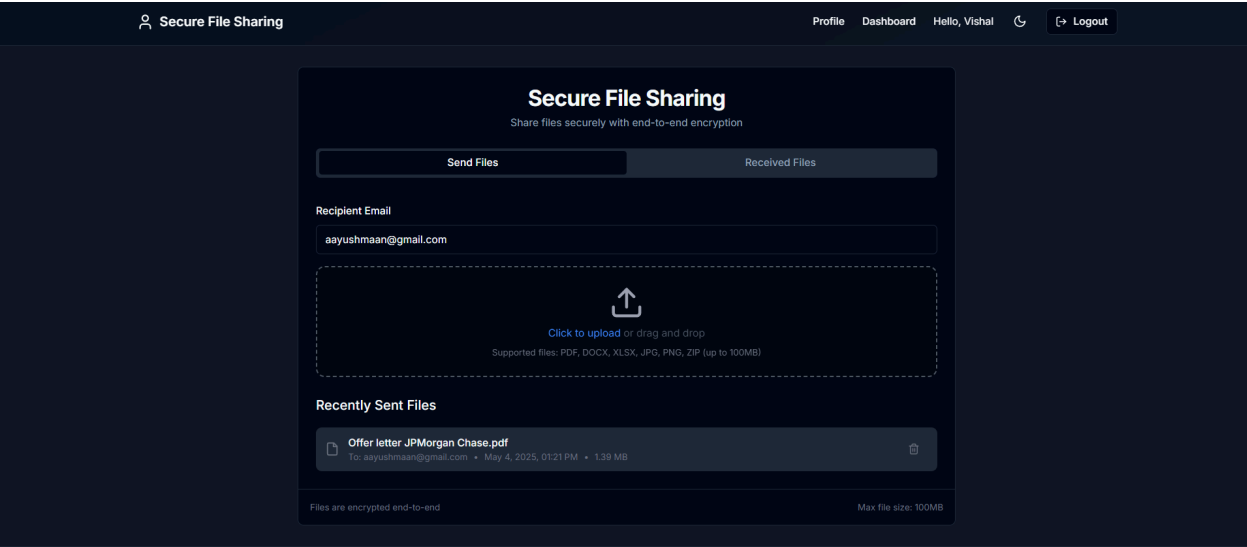 Secure File Sharing
Profile Dashboard Hello, Vishal Logout
Secure File Sharing
Share files securely with end-to-end encryption
Send Files Received Files
Recipient Email
aayushmaan@gmail.com
Click to upload or drag and drop
Supported files: PDF, DOCX, XLSX, JPG, PNG, ZIP (up to 100MB)
Recently Sent Files
Offer letter JPMorgan Chase.pdf
To: aayushmaan@gmail.com • May 4, 2025, 01:21 PM • 1.39 MB
Files are encrypted end-to-end Max file size: 100MB